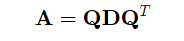 A = QDQ^T